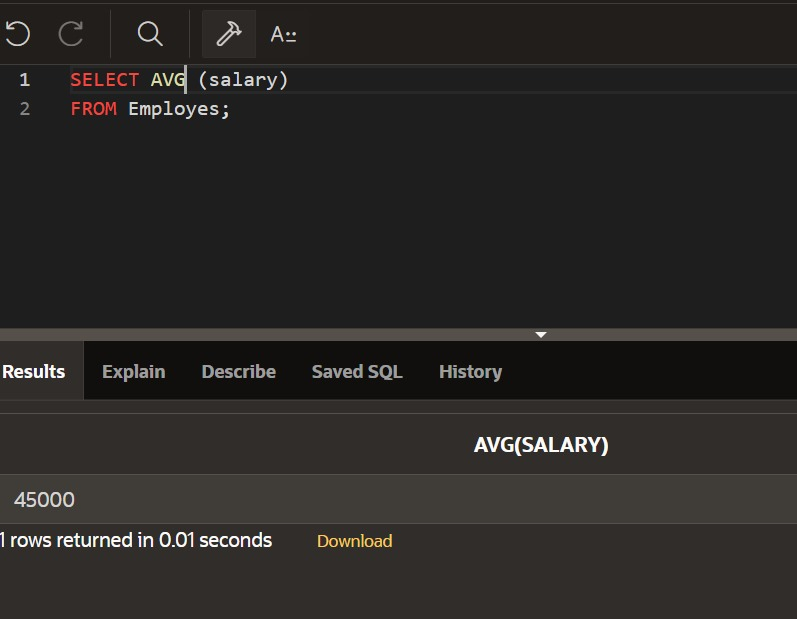 A::
1 SELECT AVG (salary)
2 FROM Employes;
Results Explain Describe Saved SQL History
AVG(SALARY)
45000
1 rows returned in 0.01 seconds Download